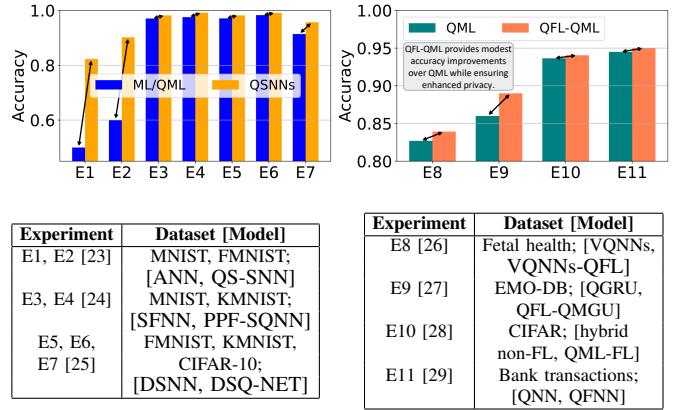 1.0
0.8
0.6
Accuracy
ML/QML
QSNNs
E1
E2
E3
E4
E5
E6
E7
1.00
0.95
0.90
0.85
0.80
Accuracy
QML
QFL-QML
QFL-QML provides modest
accuracy improvements
over QML while ensuring
enhanced privacy.
E8
E9
E10
E11
Experiment Dataset [Model]
E1, E2 [23] MNIST, FMNIST;
[ANN, QS-SNN]
E3, E4 [24] MNIST, KMNIST;
[SFNN, PPF-SQNN]
E5, E6, FMNIST, KMNIST,
E7 [25] CIFAR-10;
[DSNN, DSQ-NET]
Experiment Dataset [Model]
E8 [26] Fetal health; [VQNNs,
VQNNs-QFL]
E9 [27] EMO-DB; [QGRU,
QFL-QMGU]
E10 [28] CIFAR; [hybrid
non-FL, QML-FL]
E11 [29] Bank transactions;
[QNN, QFNN]